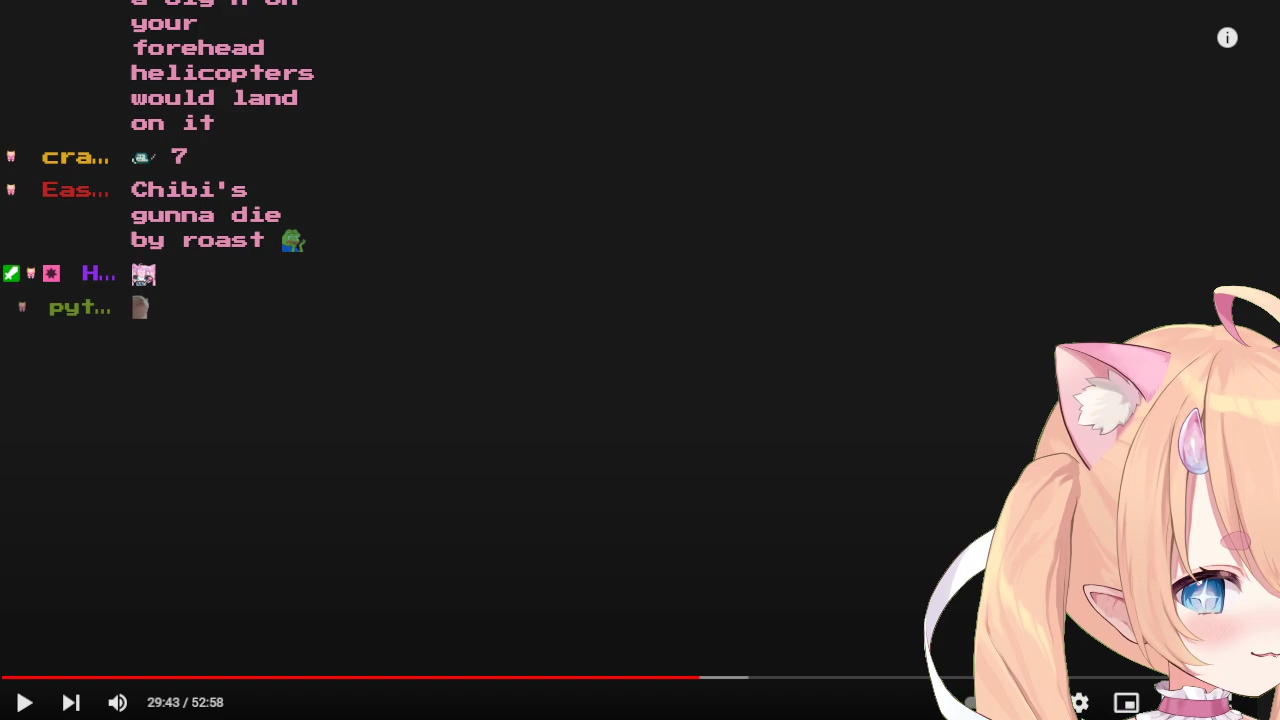 your
forehead
helicopters
would land
on it
cra... 7
Eas... Chibi's
gunna die
by roast
H...
pyt...
29:43 / 52:58